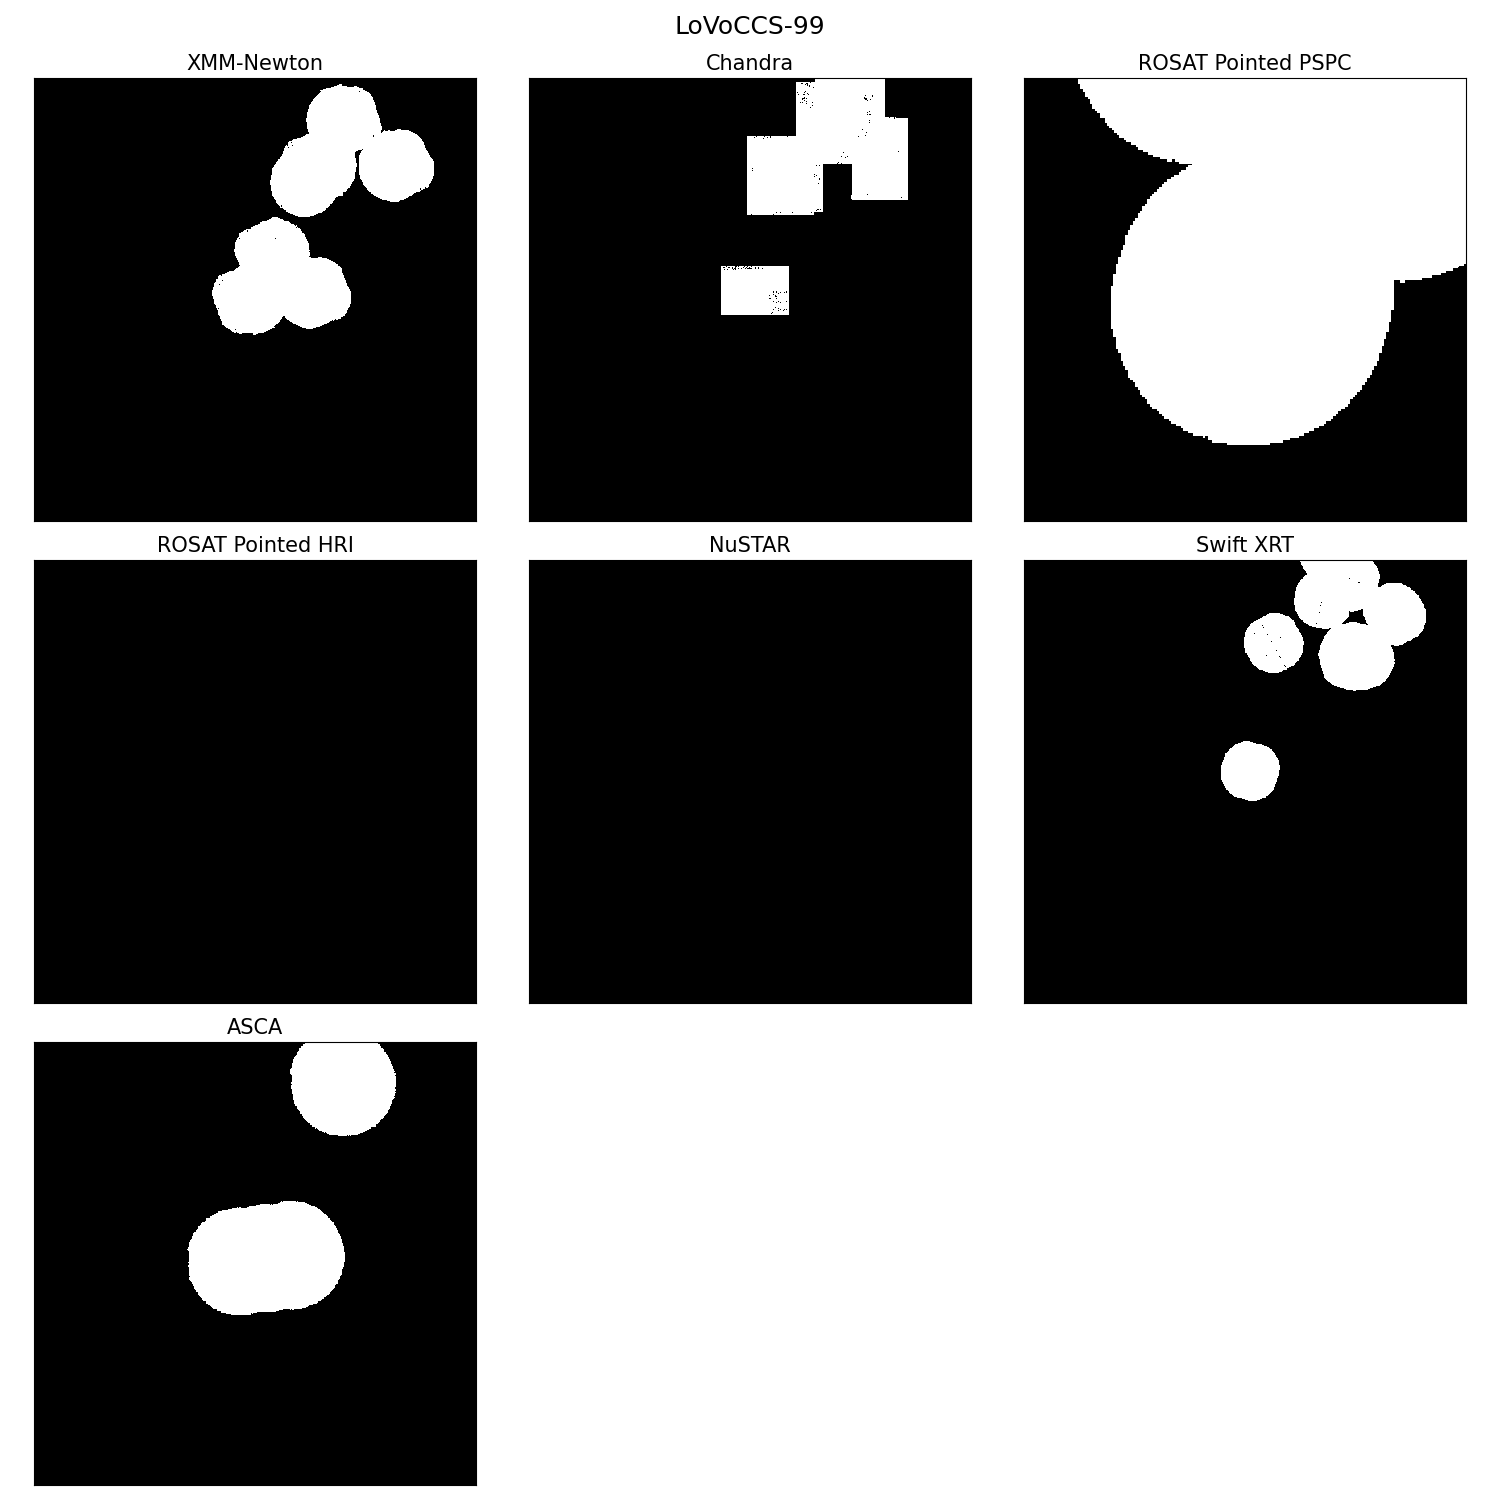 LoVoCCS-99
XMM-Newton
Chandra
ROSAT Pointed PSPC
ROSAT Pointed HRI
NuSTAR
Swift XRT
ASCA